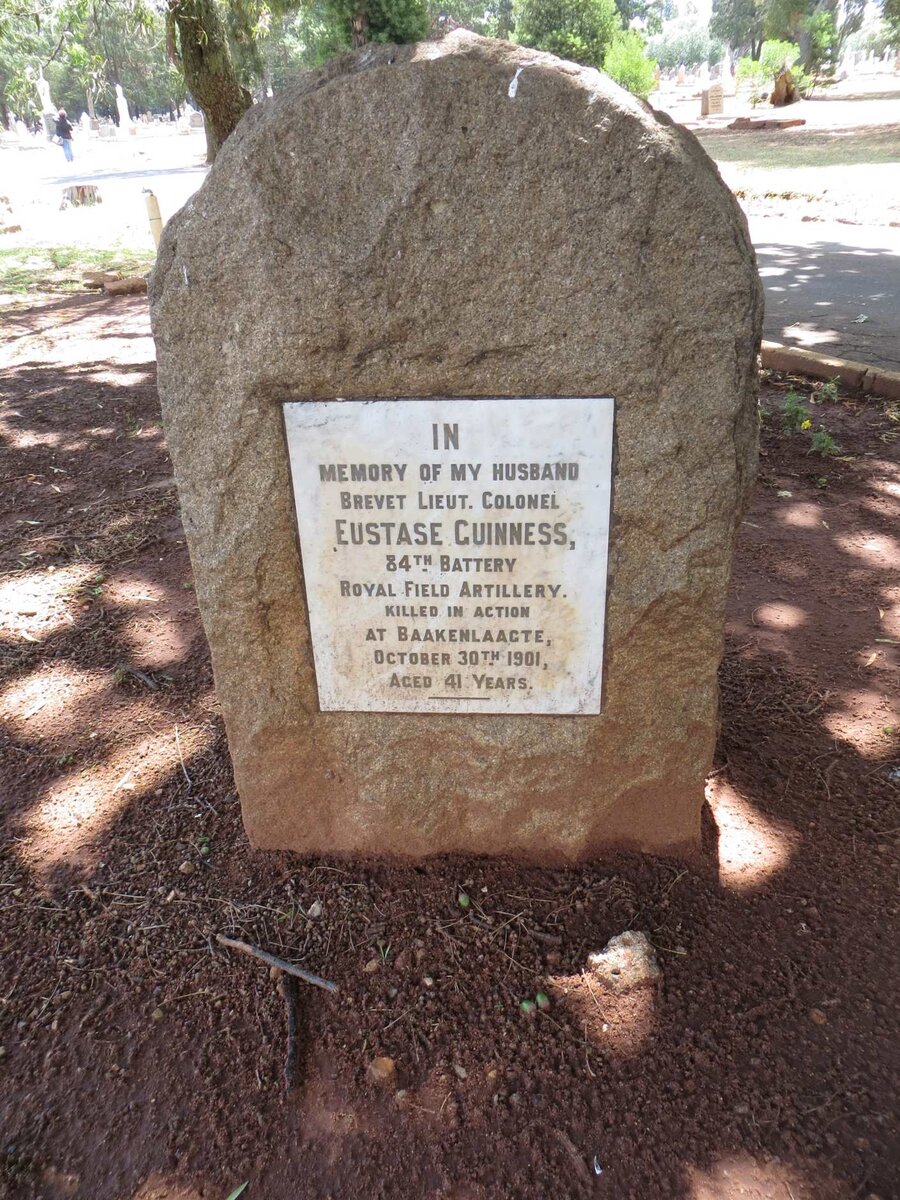 IN
MEMORY OF MY HUSBAND
BREVET LIEUT. COLONEL
EUSTASE GUINNESS,
84TH BATTERY
ROYAL FIELD ARTILLERY.
KILLED IN ACTION
AT BAAKENLAAGTE,
OCTOBER 30TH 1901,
AGED 41 YEARS.